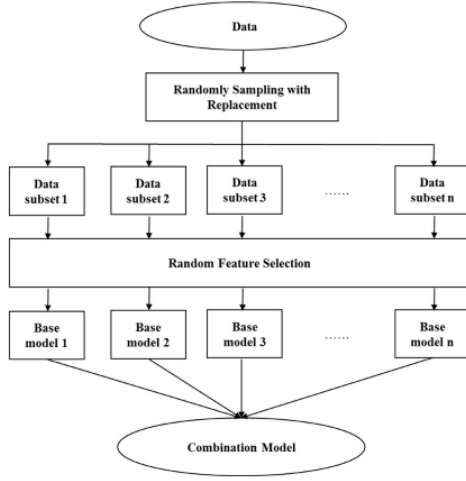 Data
Randomly Sampling with
Replacement
Data
subset 1
Data
subset 2
Data
subset 3
......
Data
subset n
Random Feature Selection
Base
model 1
Base
model 2
Base
model 3
......
Base
model n
Combination Model